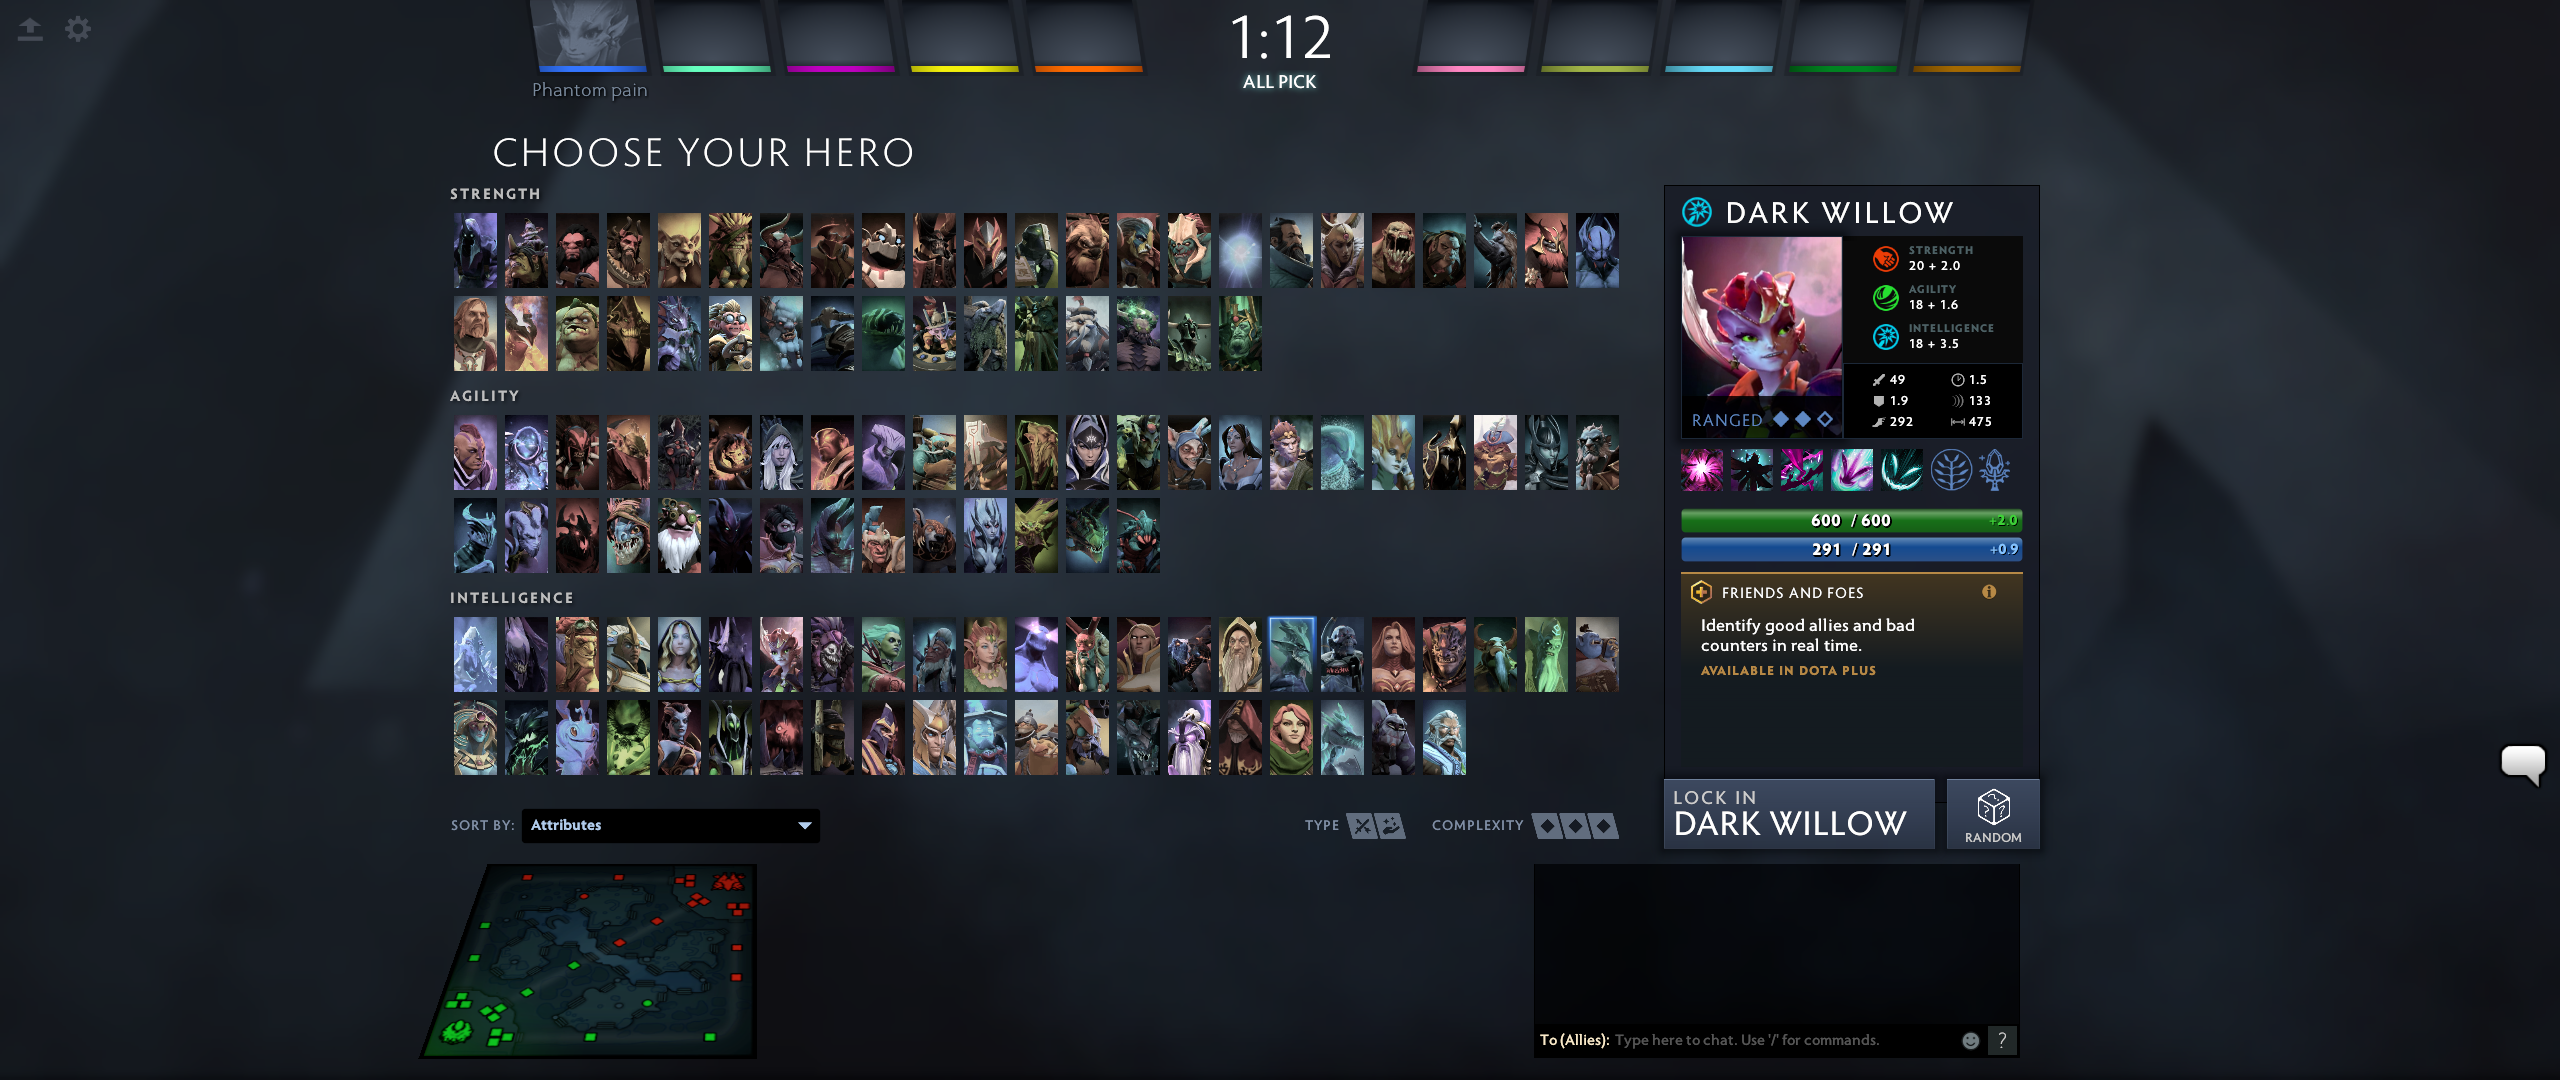 1:12
ALL PICK
Phantom pain
CHOOSE YOUR HERO
STRENGTH
AGILITY
INTELLIGENCE
DARK WILLOW
STRENGTH
20 + 2.0
AGILITY
18 + 1.6
INTELLIGENCE
18 + 3.5
RANGED
49 1.5
1.9 133
292 475
600 / 600 +2.0
291 / 291 +0.9
FRIENDS AND FOES
Identify good allies and bad
counters in real time.
AVAILABLE IN DOTA PLUS
LOCK IN
DARK WILLOW
RANDOM
SORT BY: Attributes
TYPE COMPLEXITY
To (Allies): Type here to chat. Use '/' for commands. ?